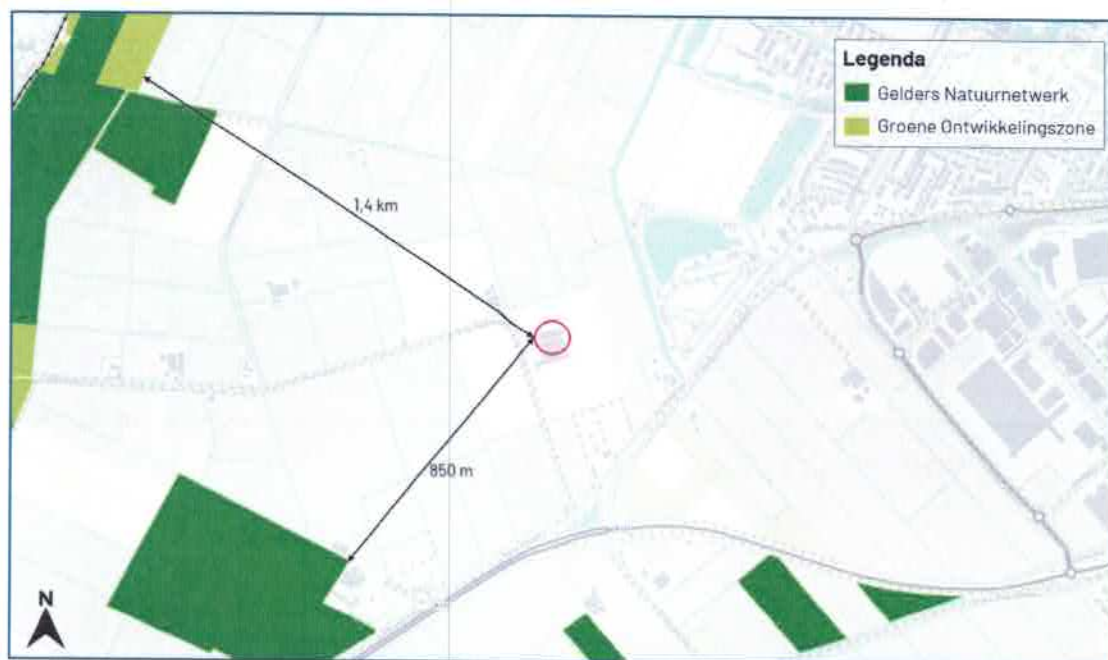 Legenda
Gelders Natuurnetwerk
Groene Ontwikkelingszone
1,4 km
850 m
N